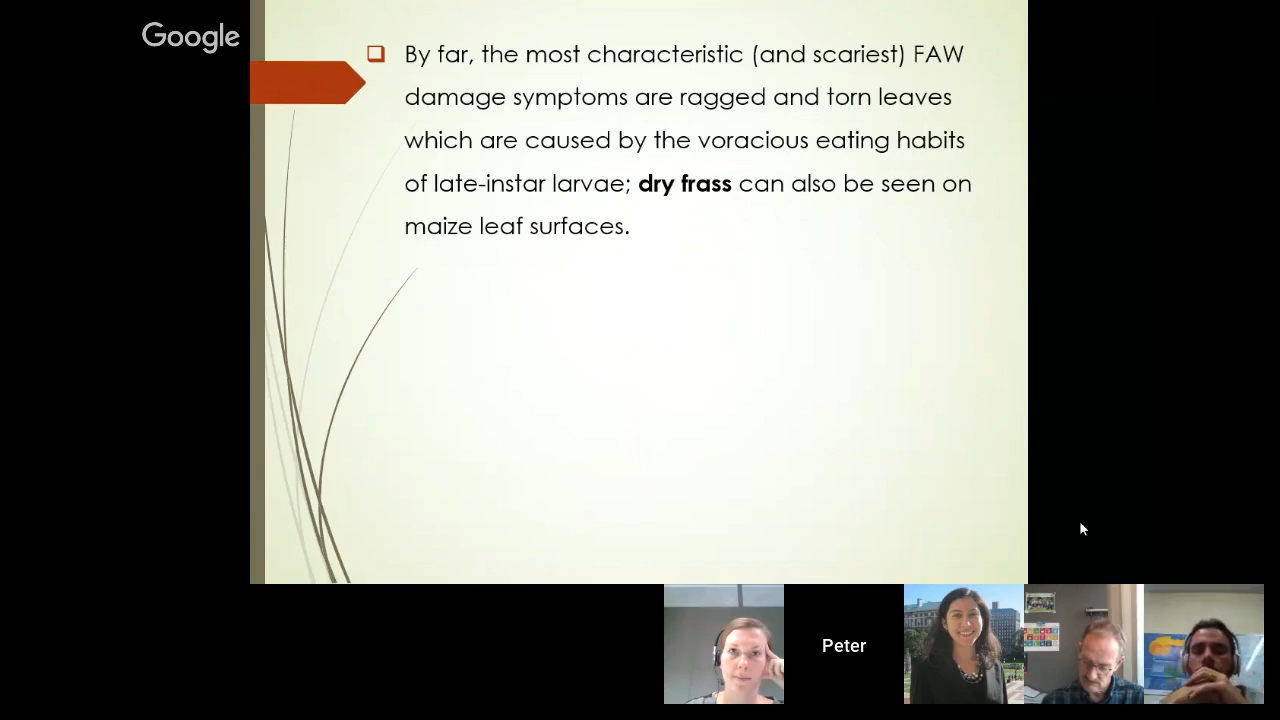 Google
By far, the most characteristic (and scariest) FAW
damage symptoms are ragged and torn leaves
which are caused by the voracious eating habits
of late-instar larvae; dry frass can also be seen on
maize leaf surfaces.
Peter